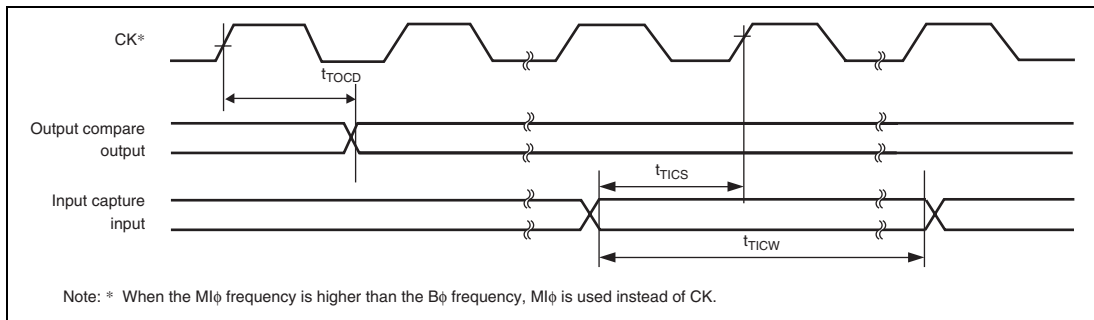 CK*
tTOCD
Output compare
output
tTICS
Input capture
input
tTICW
Note: * When the MIϕ frequency is higher than the Bϕ frequency, MIϕ is used instead of CK.